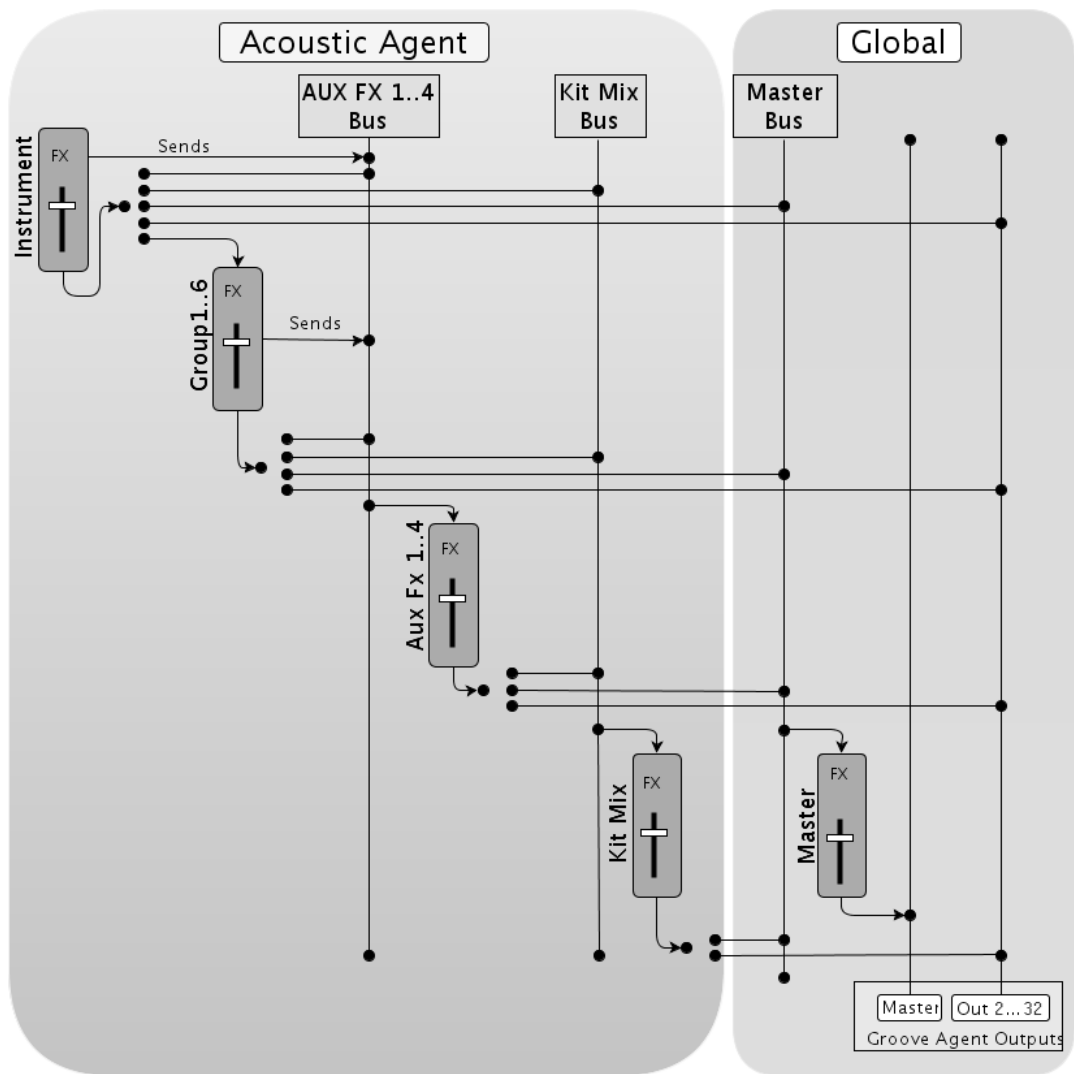 Acoustic Agent
Global
AUX FX 1..4
Bus
Kit Mix
Bus
Master
Bus
Instrument
FX
Sends
Group1..6
FX
Sends
Aux Fx 1..4
FX
Kit Mix
FX
Master
FX
Master
Out 2...32
Groove Agent Outputs